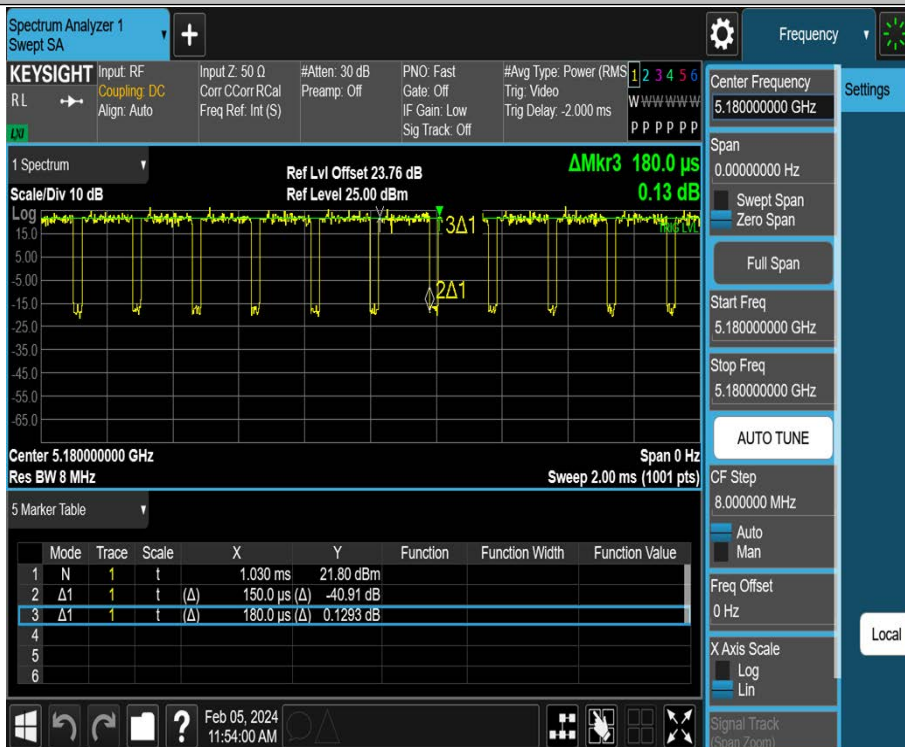 Spectrum Analyzer 1
Swept SA
+
Frequency
KEYSIGHT
RL
LXI
Input: RF
Coupling: DC
Align: Auto
Input Z: 50 Ω
Corr CCorr RCal
Freq Ref: Int (S)
#Atten: 30 dB
Preamp: Off
PNO: Fast
Gate: Off
IF Gain: Low
Sig Track: Off
#Avg Type: Power (RMS
Trig: Video
Trig Delay: -2.000 ms
1 2 3 4 5 6
W W W W W W
P P P P P P
1 Spectrum
Scale/Div 10 dB
Ref Lvl Offset 23.76 dB
Ref Level 25.00 dBm
ΔMkr3 180.0 µs
0.13 dB
Log
15.0
5.00
-5.00
-15.0
-25.0
-35.0
-45.0
-55.0
-65.0
1
3Δ1
2Δ1
TRIG LVL
Center 5.180000000 GHz
Res BW 8 MHz
Span 0 Hz
Sweep 2.00 ms (1001 pts)
5 Marker Table
Mode Trace Scale X Y Function Function Width Function Value
1 N 1 t 1.030 ms 21.80 dBm
2 Δ1 1 t (Δ) 150.0 µs (Δ) -40.91 dB
3 Δ1 1 t (Δ) 180.0 µs (Δ) 0.1293 dB
4
5
6
?
Feb 05, 2024
11:54:00 AM
Center Frequency
5.180000000 GHz
Span
0.00000000 Hz
Swept Span
Zero Span
Full Span
Start Freq
5.180000000 GHz
Stop Freq
5.180000000 GHz
AUTO TUNE
CF Step
8.000000 MHz
Auto
Man
Freq Offset
0 Hz
X Axis Scale
Log
Lin
Signal Track
(Span Zoom)
Settings
Local